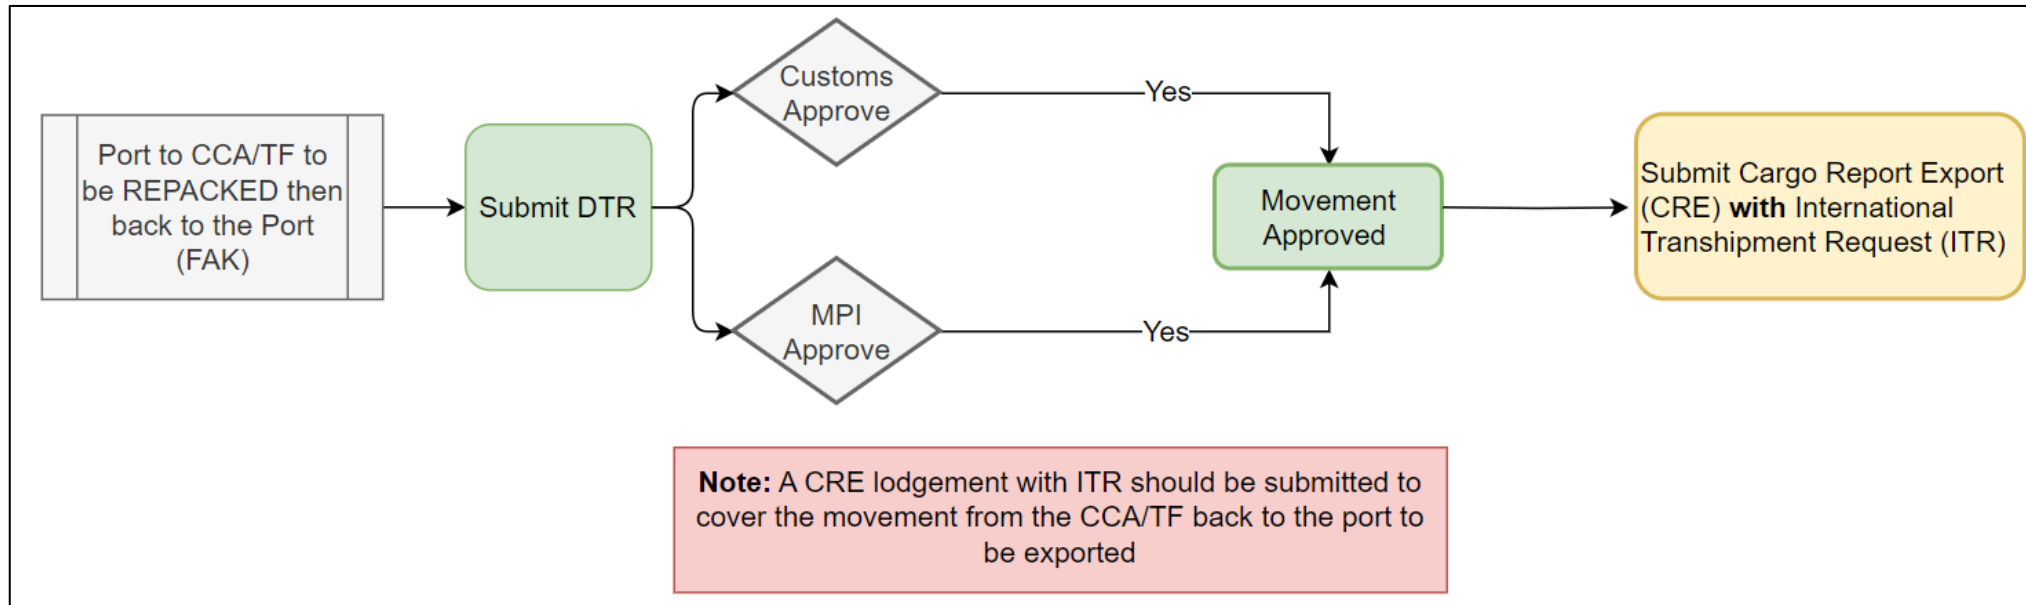 Port to CCA/TF to
be REPACKED then
back to the Port
(FAK)
Submit DTR
Customs
Approve
Yes
MPI
Approve
Yes
Movement
Approved
Submit Cargo Report Export
(CRE) with International
Transhipment Request (ITR)
Note: A CRE lodgement with ITR should be submitted to
cover the movement from the CCA/TF back to the port to
be exported